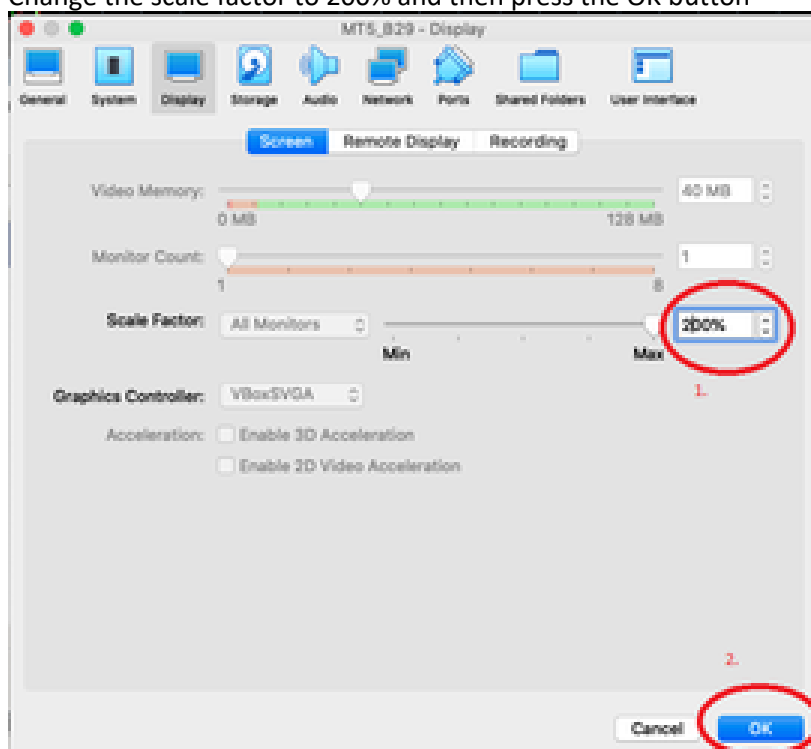 Change the scale factor to 200% and then press the OK button
MT5_B29 - Display
General System Display Storage Audio Network Ports Shared Folders User Interface
Screen Remote Display Recording
Video Memory: 40 MB
0 MB 128 MB
Monitor Count: 1
1 8
Scale Factor: All Monitors 200%
Min Max
1.
Graphics Controller: VBoxSVGA
Acceleration: Enable 3D Acceleration
Enable 2D Video Acceleration
2.
Cancel OK